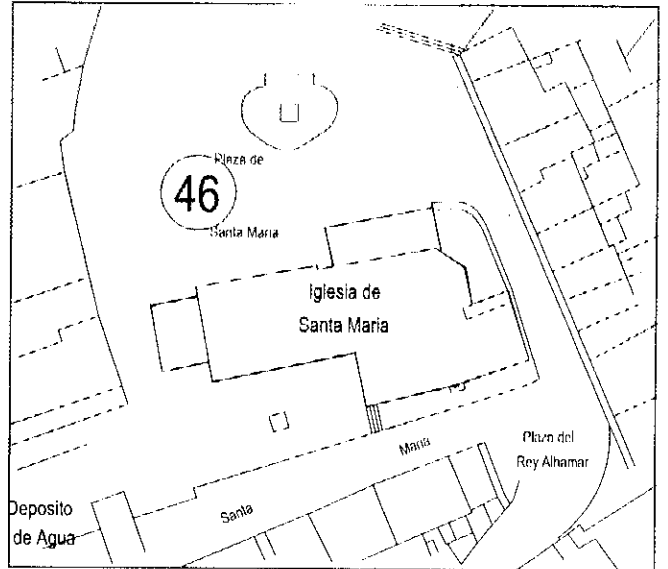 Plaza de
46
Santa Maria
Iglesia de
Santa Maria
Maria
Plaza del
Rey Alhamar
Deposito
de Agua
Santa